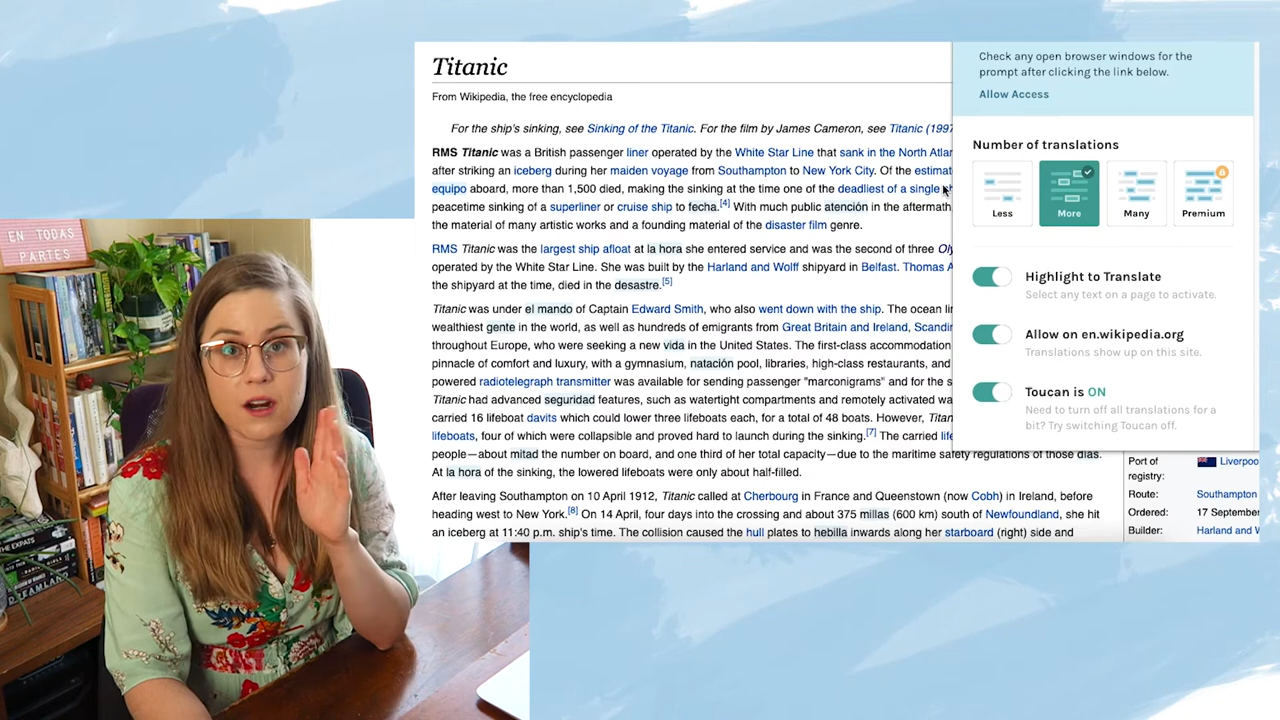 EN TODAS
PARTES
THE EXPATS
DREAMLAND
Titanic
From Wikipedia, the free encyclopedia
For the ship's sinking, see Sinking of the Titanic. For the film by James Cameron, see Titanic (1997
RMS Titanic was a British passenger liner operated by the White Star Line that sank in the North Atlan
after striking an iceberg during her maiden voyage from Southampton to New York City. Of the estimat
equipo aboard, more than 1,500 died, making the sinking at the time one of the deadliest of a single
peacetime sinking of a superliner or cruise ship to fecha.[4] With much public atención in the aftermath,
the material of many artistic works and a founding material of the disaster film genre.
RMS Titanic was the largest ship afloat at la hora she entered service and was the second of three Oly
operated by the White Star Line. She was built by the Harland and Wolff shipyard in Belfast. Thomas A
the shipyard at the time, died in the desastre.[5]
Titanic was under el mando of Captain Edward Smith, who also went down with the ship. The ocean lin
wealthiest gente in the world, as well as hundreds of emigrants from Great Britain and Ireland, Scandi
throughout Europe, who were seeking a new vida in the United States. The first-class accommodation
pinnacle of comfort and luxury, with a gymnasium, natación pool, libraries, high-class restaurants, and
powered radiotelegraph transmitter was available for sending passenger "marconigrams" and for the s
Titanic had advanced seguridad features, such as watertight compartments and remotely activated wa
carried 16 lifeboat davits which could lower three lifeboats each, for a total of 48 boats. However, Titan
lifeboats, four of which were collapsible and proved hard to launch during the sinking.[7] The carried life
people—about mitad the number on board, and one third of her total capacity—due to the maritime safety regulations of those días.
At la hora of the sinking, the lowered lifeboats were only about half-filled.
After leaving Southampton on 10 April 1912, Titanic called at Cherbourg in France and Queenstown (now Cobh) in Ireland, before
heading west to New York.[8] On 14 April, four days into the crossing and about 375 millas (600 km) south of Newfoundland, she hit
an iceberg at 11:40 p.m. ship's time. The collision caused the hull plates to hebilla inwards along her starboard (right) side and
Check any open browser windows for the
prompt after clicking the link below.
Allow Access
Number of translations
Less More Many Premium
Highlight to Translate
Select any text on a page to activate.
Allow on en.wikipedia.org
Translations show up on this site.
Toucan is ON
Need to turn off all translations for a
bit? Try switching Toucan off.
Port of
registry:
Liverpoo
Route: Southampton
Ordered: 17 September
Builder: Harland and W